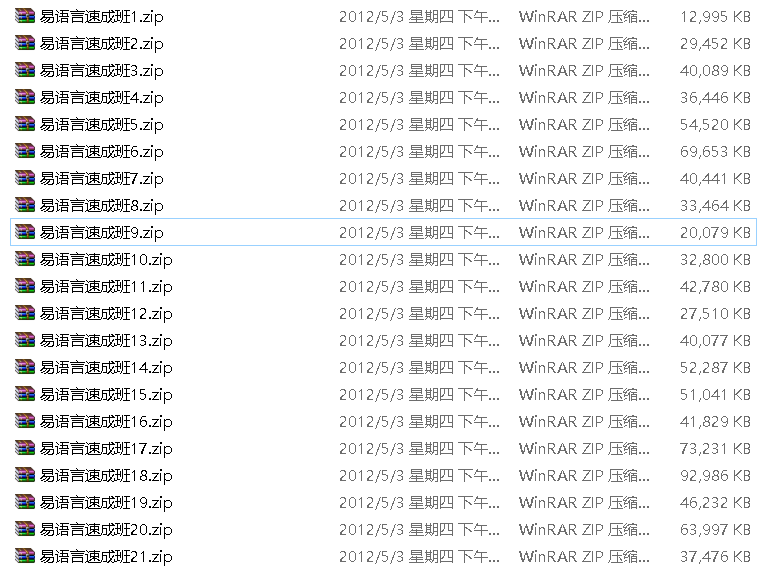 易语言速成班1.zip 2012/5/3 星期四 下午... WinRAR ZIP 压缩... 12,995 KB
易语言速成班2.zip 2012/5/3 星期四 下午... WinRAR ZIP 压缩... 29,452 KB
易语言速成班3.zip 2012/5/3 星期四 下午... WinRAR ZIP 压缩... 40,089 KB
易语言速成班4.zip 2012/5/3 星期四 下午... WinRAR ZIP 压缩... 36,446 KB
易语言速成班5.zip 2012/5/3 星期四 下午... WinRAR ZIP 压缩... 54,520 KB
易语言速成班6.zip 2012/5/3 星期四 下午... WinRAR ZIP 压缩... 69,653 KB
易语言速成班7.zip 2012/5/3 星期四 下午... WinRAR ZIP 压缩... 40,441 KB
易语言速成班8.zip 2012/5/3 星期四 下午... WinRAR ZIP 压缩... 33,464 KB
易语言速成班9.zip 2012/5/3 星期四 下午... WinRAR ZIP 压缩... 20,079 KB
易语言速成班10.zip 2012/5/3 星期四 下午... WinRAR ZIP 压缩... 32,800 KB
易语言速成班11.zip 2012/5/3 星期四 下午... WinRAR ZIP 压缩... 42,780 KB
易语言速成班12.zip 2012/5/3 星期四 下午... WinRAR ZIP 压缩... 27,510 KB
易语言速成班13.zip 2012/5/3 星期四 下午... WinRAR ZIP 压缩... 40,077 KB
易语言速成班14.zip 2012/5/3 星期四 下午... WinRAR ZIP 压缩... 52,287 KB
易语言速成班15.zip 2012/5/3 星期四 下午... WinRAR ZIP 压缩... 51,041 KB
易语言速成班16.zip 2012/5/3 星期四 下午... WinRAR ZIP 压缩... 41,829 KB
易语言速成班17.zip 2012/5/3 星期四 下午... WinRAR ZIP 压缩... 73,231 KB
易语言速成班18.zip 2012/5/3 星期四 下午... WinRAR ZIP 压缩... 92,986 KB
易语言速成班19.zip 2012/5/3 星期四 下午... WinRAR ZIP 压缩... 46,232 KB
易语言速成班20.zip 2012/5/3 星期四 下午... WinRAR ZIP 压缩... 63,997 KB
易语言速成班21.zip 2012/5/3 星期四 下午... WinRAR ZIP 压缩... 37,476 KB